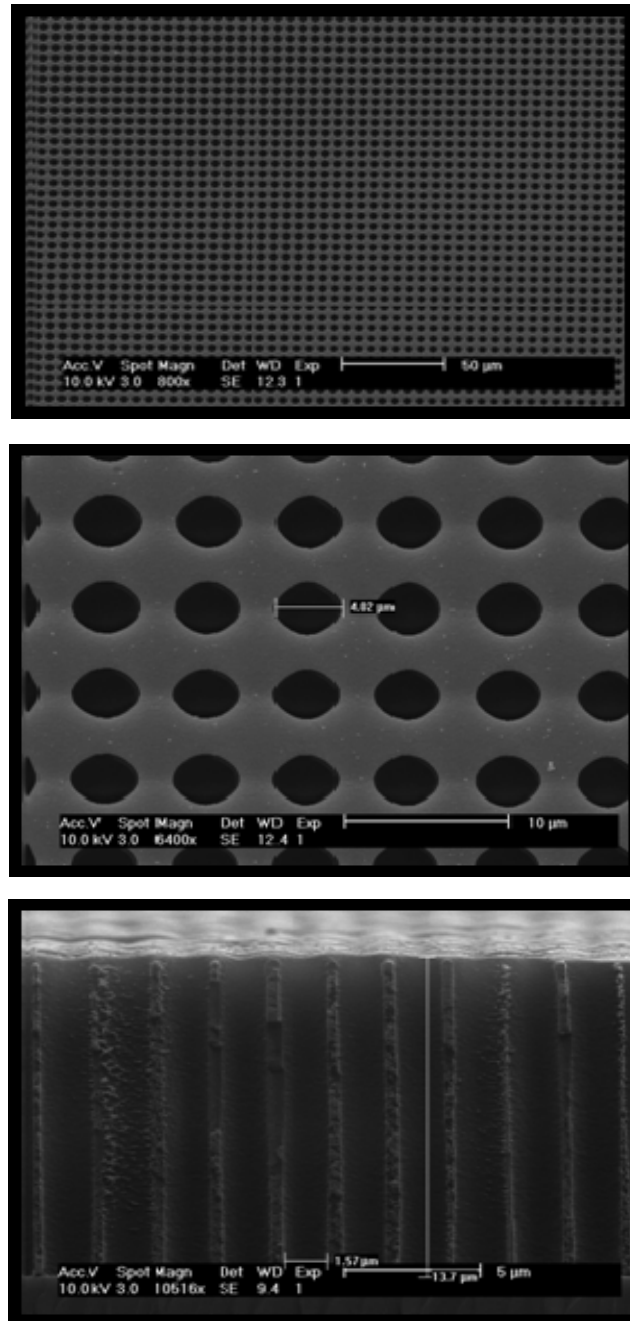 Acc.V Spot Magn Det WD Exp 50 µm
10.0 kV 3.0 800x SE 12.3 1
4.82 µm
Acc.V Spot Magn Det WD Exp 10 µm
10.0 kV 3.0 6400x SE 12.4 1
1.57µm
Acc.V Spot Magn Det WD Exp 5 µm
13.7 µm
10.0 kV 3.0 10516x SE 9.4 1